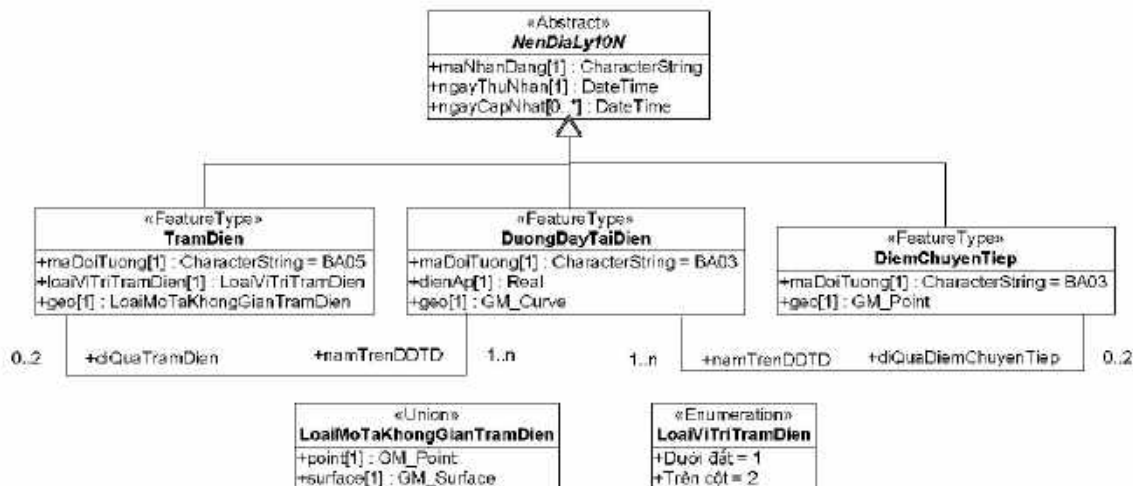 «Abstract»
NenDiaLy10N
+maNhanDang[1] : CharacterString
+ngayThuNhan[1] : DateTime
+ngayCapNhat[0..*] : DateTime
«FeatureType»
TramDien
+maDoiTuong[1] : CharacterString = BA05
+loaiViTriTramDien[1] : LoaiViTriTramDien
+geo[1] : LoaiMoTaKhongGianTramDien
«FeatureType»
DuongDayTaiDien
+maDoiTuong[1] : CharacterString = BA03
+dienAp[1] : Real
+geo[1] : GM_Curve
«FeatureType»
DiemChuyenTiep
+maDoiTuong[1] : CharacterString = BA03
+geo[1] : GM_Point
0..2 +diQuaTramDien +namTrenDDTD 1..n
1..n +namTrenDDTD +diQuaDiemChuyenTiep 0..2
«Union»
LoaiMoTaKhongGianTramDien
+point[1] : GM_Point
+surface[1] : GM_Surface
«Enumeration»
LoaiViTriTramDien
+Dưới đất = 1
+Trên cột = 2